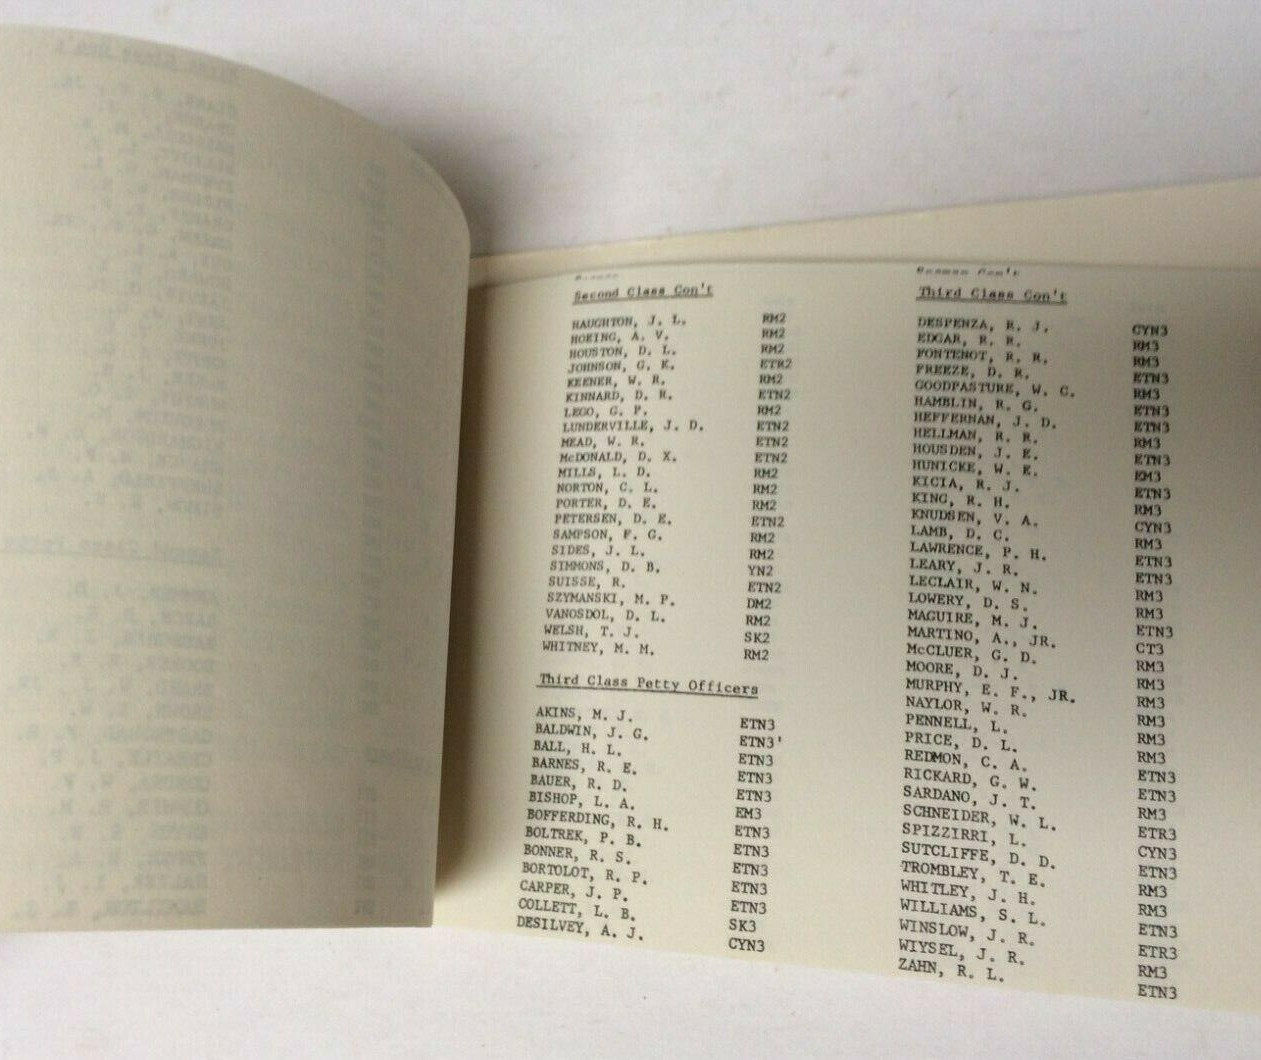 Second Class Con't
HAUGHTON, J. L. RM2
HOEING, A. V. RM2
HOUSTON, D. L. RM2
JOHNSON, G. K. ETR2
KEENER, W. R. RM2
KINNARD, D. R. ETN2
LEGO, G. P. RM2
LUNDERVILLE, J. D. ETN2
MEAD, W. R. ETN2
McDONALD, D. X. ETN2
MILLS, L. D. RM2
NORTON, C. L. RM2
PORTER, D. E. RM2
PETERSEN, D. E. ETN2
SAMPSON, F. G. RM2
SIDES, J. L. RM2
SIMMONS, D. B. YN2
SUISSE, R. ETN2
SZYMANSKI, M. P. DM2
VANOSDOL, D. L. RM2
WELSH, T. J. SK2
WHITNEY, M. M. RM2
Third Class Petty Officers
AKINS, M. J. ETN3
BALDWIN, J. G. ETN3'
BALL, H. L. ETN3
BARNES, R. E. ETN3
BAUER, R. D. ETN3
BISHOP, L. A. EM3
BOFFERDING, R. H. ETN3
BOLTREK, P. B. ETN3
BONNER, R. S. ETN3
BORTOLOT, R. P. ETN3
CARPER, J. P. ETN3
COLLETT, L. B. SK3
DESILVEY, A. J. CYN3
Third Class Con't
DESPENZA, R. J. CYN3
EDGAR, R. R. RM3
FONTENOT, R. R. RM3
FREEZE, D. R. ETN3
GOODPASTURE, W. C. RM3
HAMBLIN, R. G. ETN3
HEFFERNAN, J. D. ETN3
HELLMAN, R. R. RM3
HOUSDEN, J. E. ETN3
HUNICKE, W. E. EM3
KICIA, R. J. ETN3
KING, R. H. RM3
KNUDSEN, V. A. CYN3
LAMB, D. C. RM3
LAWRENCE, P. H. ETN3
LEARY, J. R. ETN3
LECLAIR, W. N. RM3
LOWERY, D. S. RM3
MAGUIRE, M. J. ETN3
MARTINO, A., JR. CT3
McCLUER, G. D. RM3
MOORE, D. J. RM3
MURPHY, E. F., JR. RM3
NAYLOR, W. R. RM3
PENNELL, L. RM3
PRICE, D. L. RM3
REDMON, C. A. ETN3
RICKARD, G. W. ETN3
SARDANO, J. T. RM3
SCHNEIDER, W. L. ETR3
SPIZZIRRI, L. CYN3
SUTCLIFFE, D. D. ETN3
TROMBLEY, T. E. RM3
WHITLEY, J. H. RM3
WILLIAMS, S. L. ETN3
WINSLOW, J. R. ETR3
WIYSEL, J. R. RM3
ZAHN, R. L. ETN3